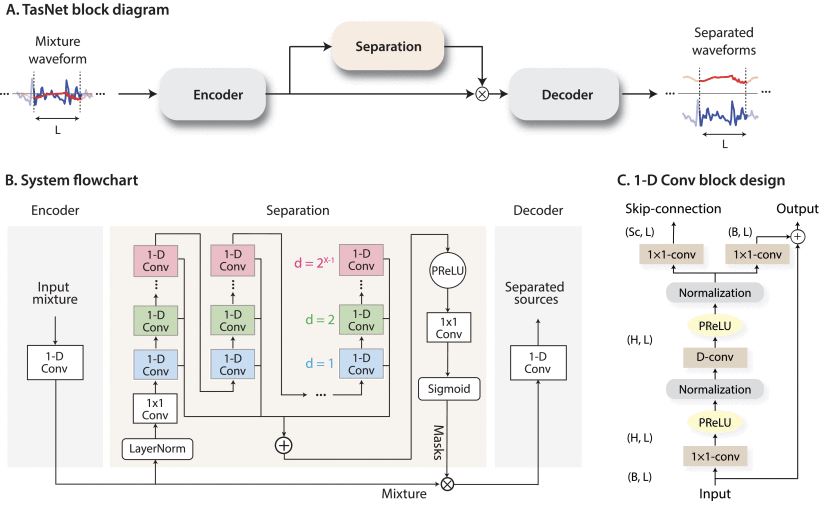 A. TasNet block diagram
Mixture
waveform
L
Encoder
Separation
Decoder
Separated
waveforms
L
B. System flowchart
Encoder
Separation
Decoder
Input
mixture
1-D
Conv
1-D
Conv
1-D
Conv
1-D
Conv
1x1
Conv
LayerNorm
1-D
Conv
1-D
Conv
1-D
Conv
d = 2^X-1
d = 2
d = 1
1-D
Conv
1-D
Conv
1-D
Conv
PReLU
1x1
Conv
Sigmoid
Masks
Mixture
Separated
sources
1-D
Conv
C. 1-D Conv block design
Skip-connection
Output
(Sc, L)
(B, L)
1×1-conv
1×1-conv
Normalization
PReLU
(H, L)
D-conv
Normalization
PReLU
(H, L)
1×1-conv
(B, L)
Input